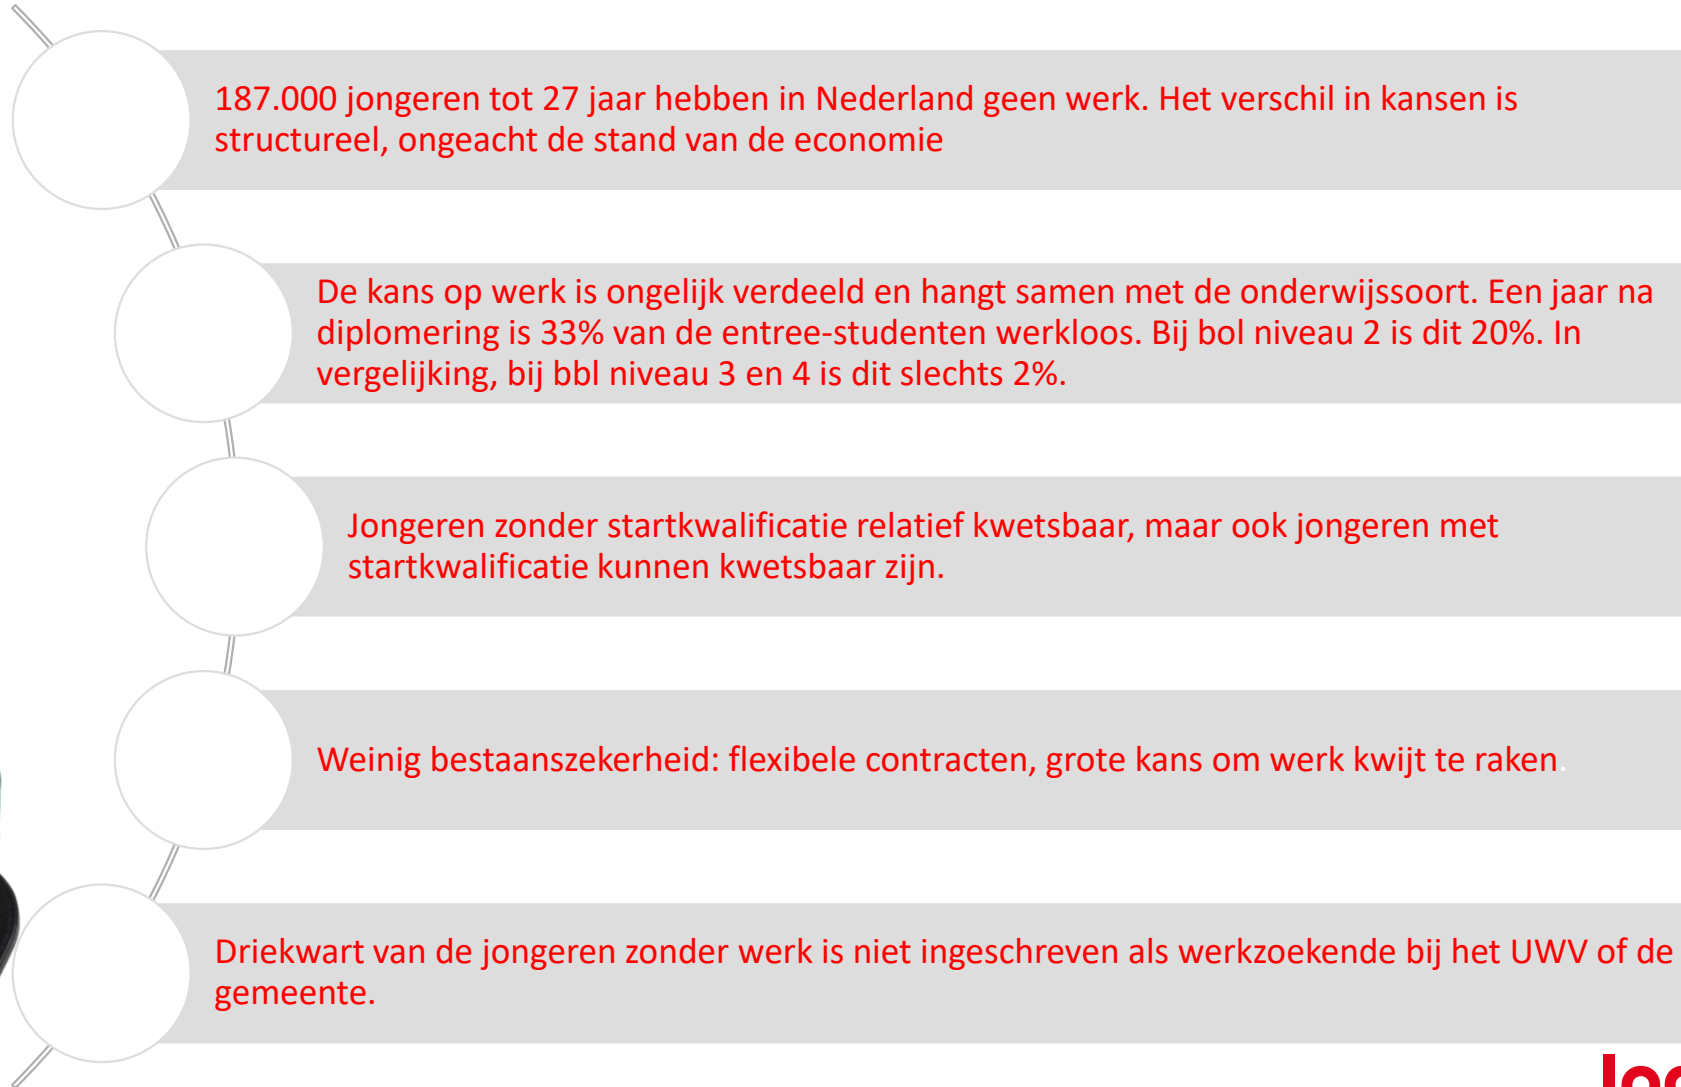 187.000 jongeren tot 27 jaar hebben in Nederland geen werk. Het verschil in kansen is
structureel, ongeacht de stand van de economie
De kans op werk is ongelijk verdeeld en hangt samen met de onderwijssoort. Een jaar na
diplomering is 33% van de entree-studenten werkloos. Bij bol niveau 2 is dit 20%. In
vergelijking, bij bbl niveau 3 en 4 is dit slechts 2%.
Jongeren zonder startkwalificatie relatief kwetsbaar, maar ook jongeren met
startkwalificatie kunnen kwetsbaar zijn.
Weinig bestaanszekerheid: flexibele contracten, grote kans om werk kwijt te raken.
Driekwart van de jongeren zonder werk is niet ingeschreven als werkzoekende bij het UWV of de
gemeente.